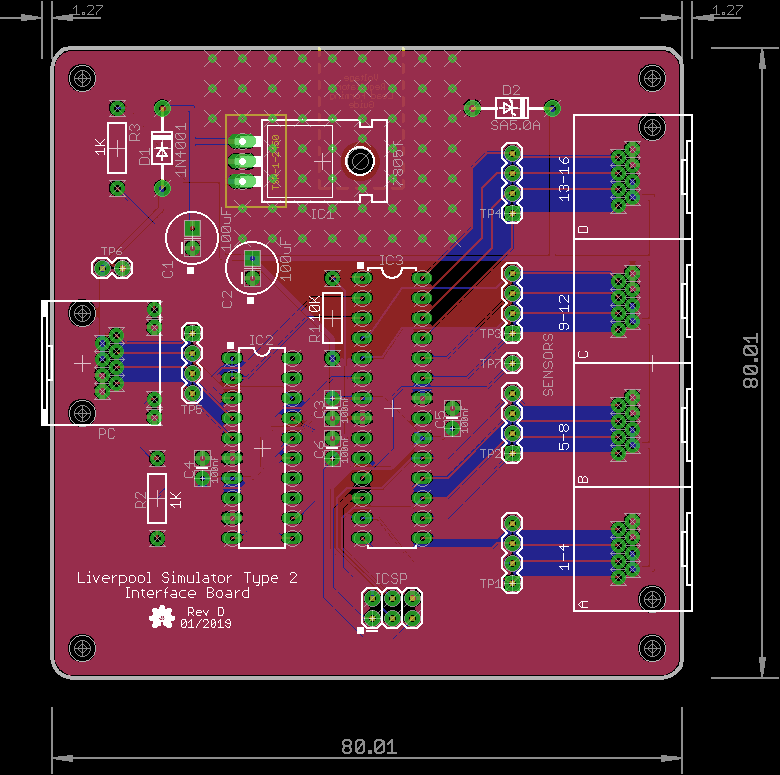 1.27
1.27
D2
SA5.0A
R3
1K
D1
1N4001
IC1
TP4
13-16
D
TP6
C1
100uF
C2
100uF
IC3
R1
10K
TP3
9-12
C
IC2
TP7
SENSORS
80.01
PC
TP5
C3
100nF
C6
100nF
C5
100nF
C4
100nF
TP2
5-8
B
R2
1K
TP1
1-4
A
ICSP
Liverpool Simulator Type 2
Interface Board
Rev D
01/2019
80.01